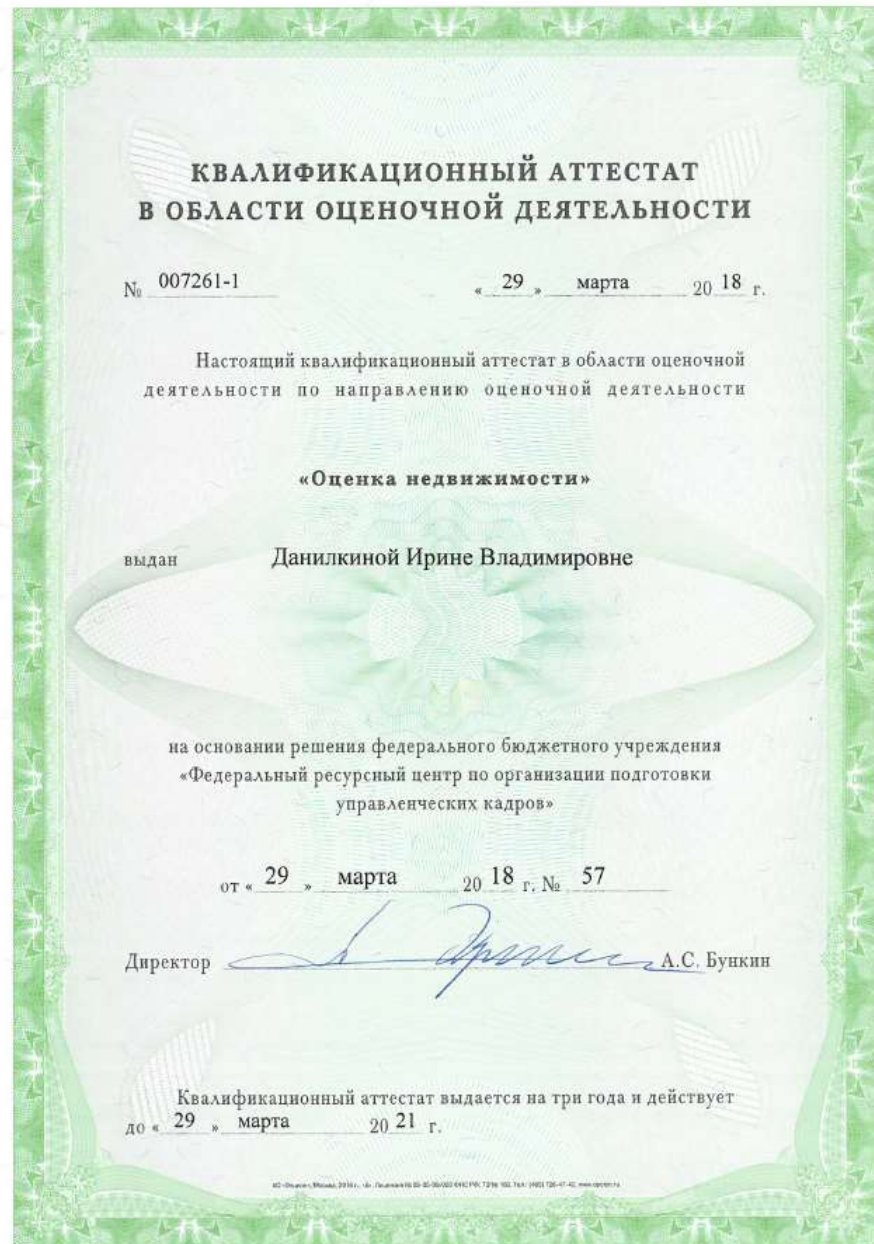 КВАЛИФИКАЦИОННЫЙ АТТЕСТАТ
В ОБЛАСТИ ОЦЕНОЧНОЙ ДЕЯТЕЛЬНОСТИ
№ 007261-1 « 29 » марта 20 18 г.
Настоящий квалификационный аттестат в области оценочной
деятельности по направлению оценочной деятельности
«Оценка недвижимости»
выдан Данилкиной Ирине Владимировне
на основании решения федерального бюджетного учреждения
«Федеральный ресурсный центр по организации подготовки
управленческих кадров»
от « 29 » марта 20 18 г. № 57
Директор А.С. Бункин
Квалификационный аттестат выдается на три года и действует
до « 29 » марта 20 21 г.